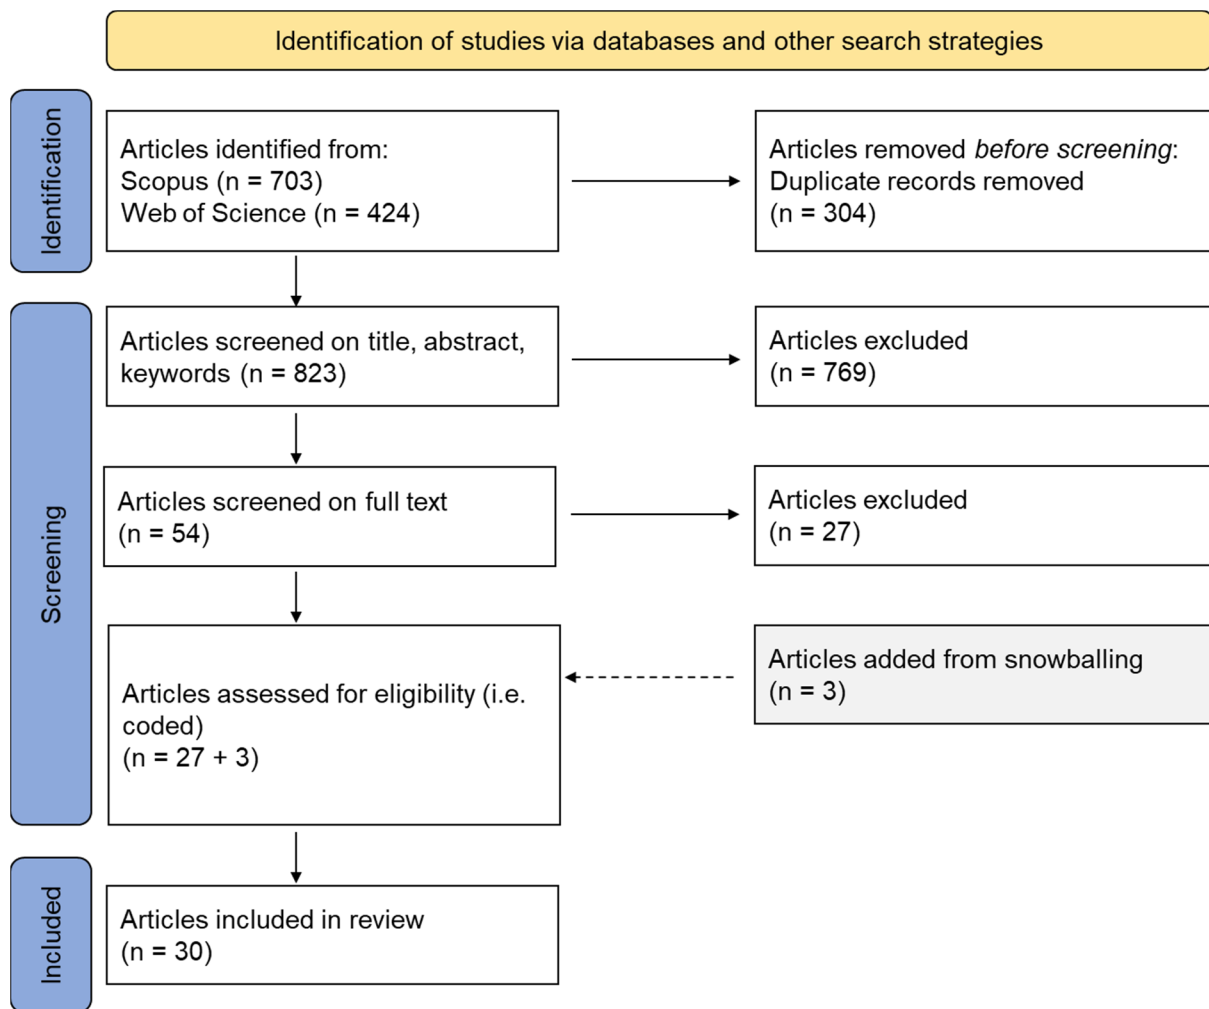 Identification of studies via databases and other search strategies
Identification
Articles identified from:
Scopus (n = 703)
Web of Science (n = 424)
Articles removed before screening:
Duplicate records removed
(n = 304)
Screening
Articles screened on title, abstract,
keywords (n = 823)
Articles excluded
(n = 769)
Articles screened on full text
(n = 54)
Articles excluded
(n = 27)
Articles assessed for eligibility (i.e.
coded)
(n = 27 + 3)
Articles added from snowballing
(n = 3)
Included
Articles included in review
(n = 30)